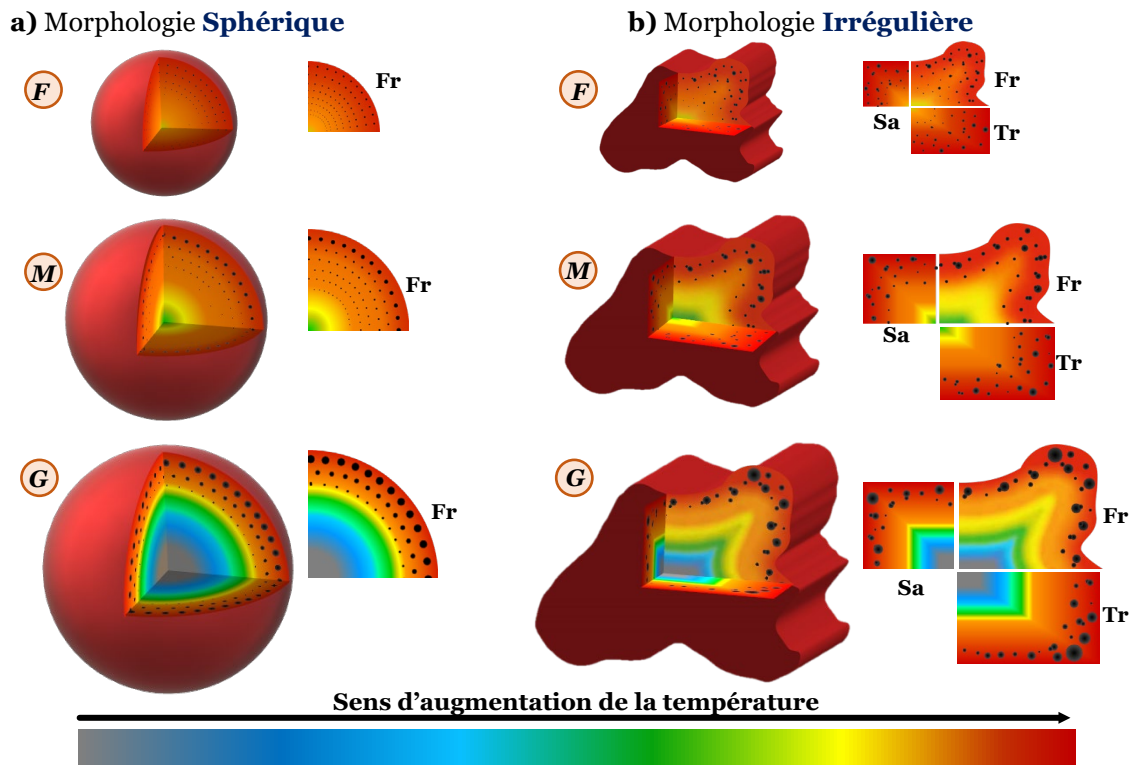 a) Morphologie Sphérique
b) Morphologie Irrégulière
F
Fr
F
Fr
Sa
Tr
M
Fr
M
Fr
Sa
Tr
G
Fr
G
Fr
Sa
Tr
Sens d'augmentation de la température